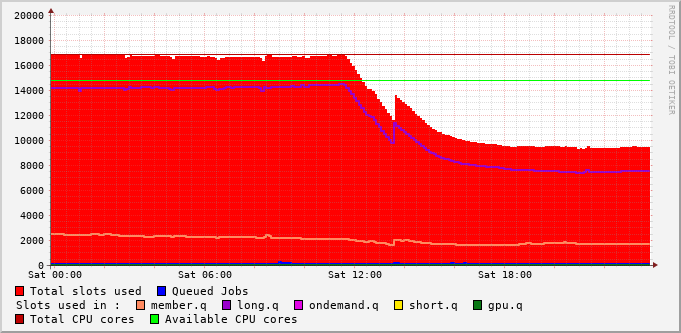 20000
18000
16000
14000
12000
10000
8000
6000
4000
2000
0
Sat 00:00 Sat 06:00 Sat 12:00 Sat 18:00
Total slots used Queued Jobs
Slots used in : member.q long.q ondemand.q short.q gpu.q
Total CPU cores Available CPU cores
RRDTOOL / TOBI OETIKER